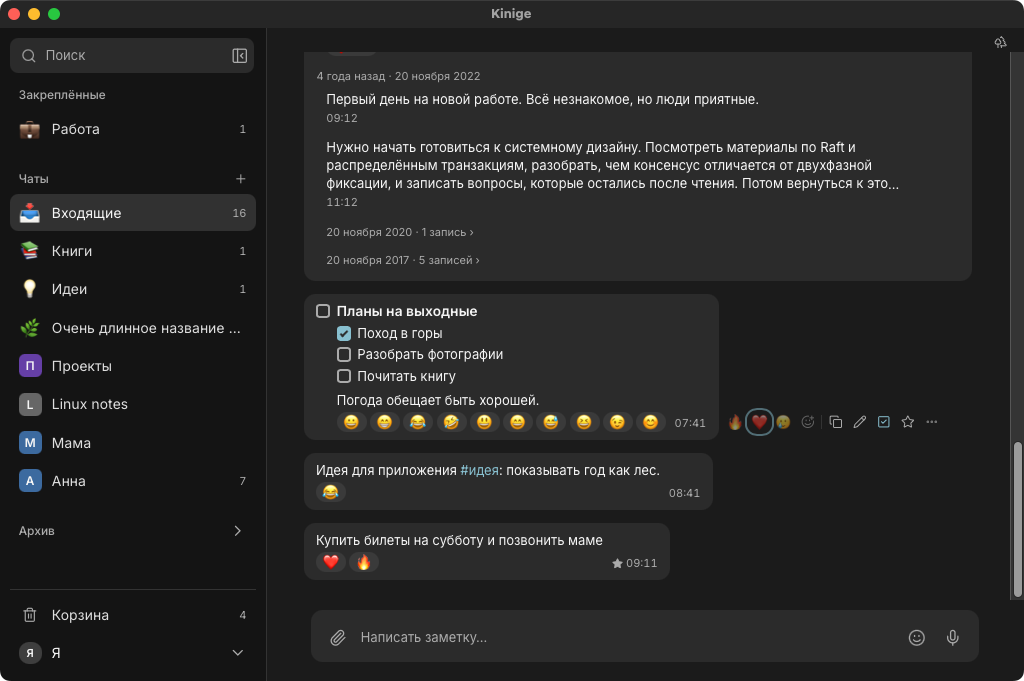 Kinige
Поиск
Закреплённые
Работа 1
Чаты
Входящие 16
Книги 1
Идеи 1
Очень длинное название ...
П Проекты
L Linux notes
М Мама
А Анна 7
Архив
Корзина 4
Я Я
4 года назад · 20 ноября 2022
Первый день на новой работе. Всё незнакомое, но люди приятные.
09:12
Нужно начать готовиться к системному дизайну. Посмотреть материалы по Raft и
распределённым транзакциям, разобрать, чем консенсус отличается от двухфазной
фиксации, и записать вопросы, которые остались после чтения. Потом вернуться к это...
11:12
20 ноября 2020 · 1 запись ›
20 ноября 2017 · 5 записей ›
Планы на выходные
Поход в горы
Разобрать фотографии
Почитать книгу
Погода обещает быть хорошей.
07:41
Идея для приложения #идея: показывать год как лес.
08:41
Купить билеты на субботу и позвонить маме
09:11
Написать заметку...